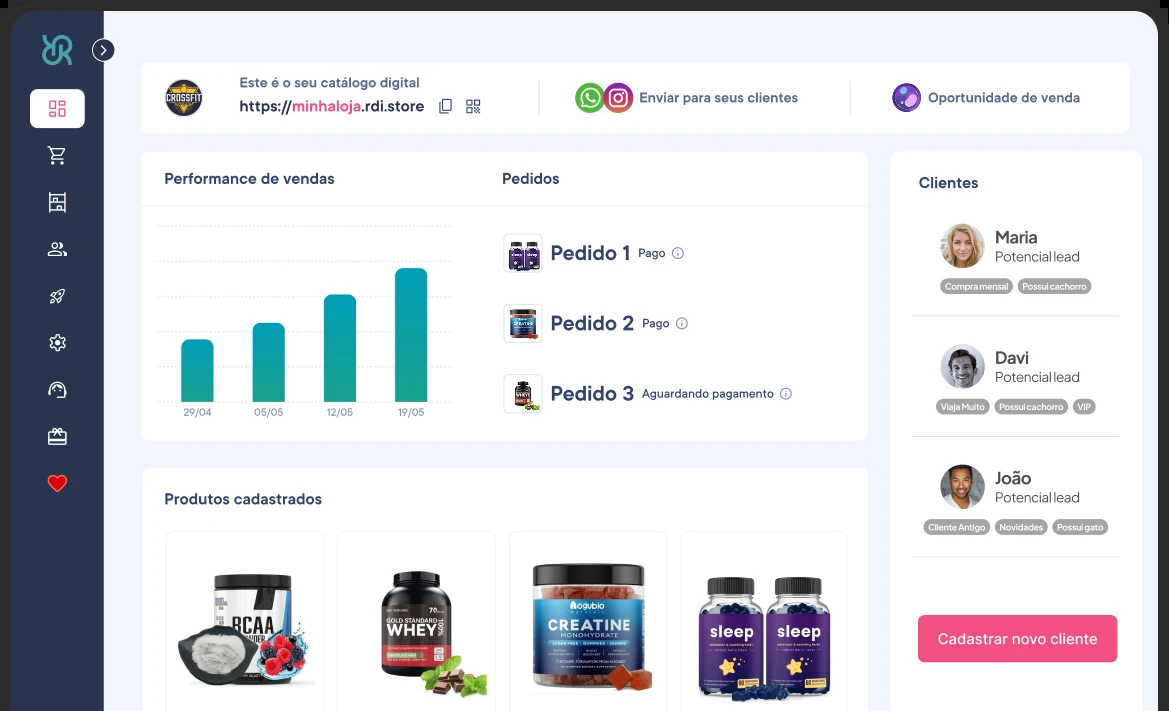 CROSSFIT
Este é o seu catálogo digital
https://minhaloja.rdi.store
Enviar para seus clientes
Oportunidade de venda
Performance de vendas
29/04
05/05
12/05
19/05
Pedidos
Pedido 1 Pago
Pedido 2 Pago
Pedido 3 Aguardando pagamento
Clientes
Maria
Potencial lead
Compra mensal
Possui cachorro
Davi
Potencial lead
Viaja Muito
Possui cachorro
VIP
João
Potencial lead
Cliente Antigo
Novidades
Possui gato
Cadastrar novo cliente
Produtos cadastrados
BCAA
GOLD STANDARD
100%
WHEY
ogubio
CREATINE
MONOHYDRATE
sleep
sleep